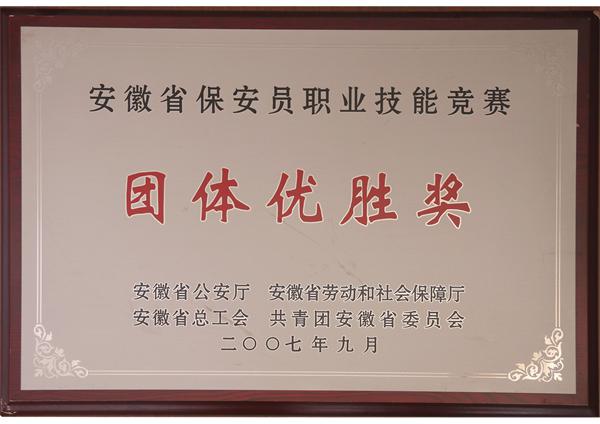 安徽省保安员职业技能竞赛
团体优胜奖
安徽省公安厅 安徽省劳动和社会保障厅
安徽省总工会 共青团安徽省委员会
二〇〇七年九月